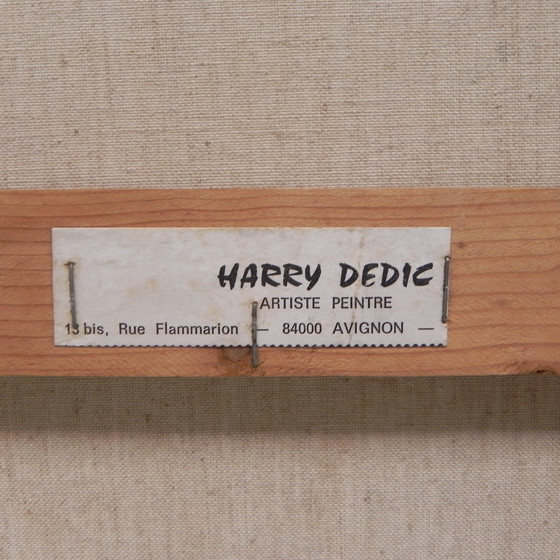 HARRY DEDIC
ARTISTE PEINTRE
13 bis, Rue Flammarion — 84000 AVIGNON —